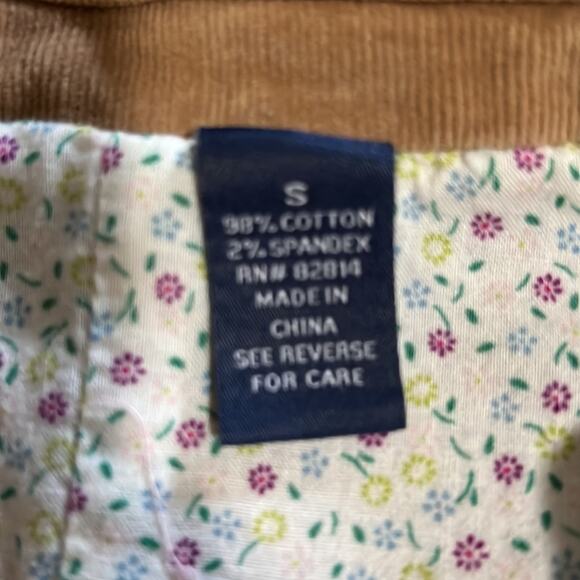 S
98% COTTON
2% SPANDEX
RN# 82814
MADE IN
CHINA
SEE REVERSE
FOR CARE